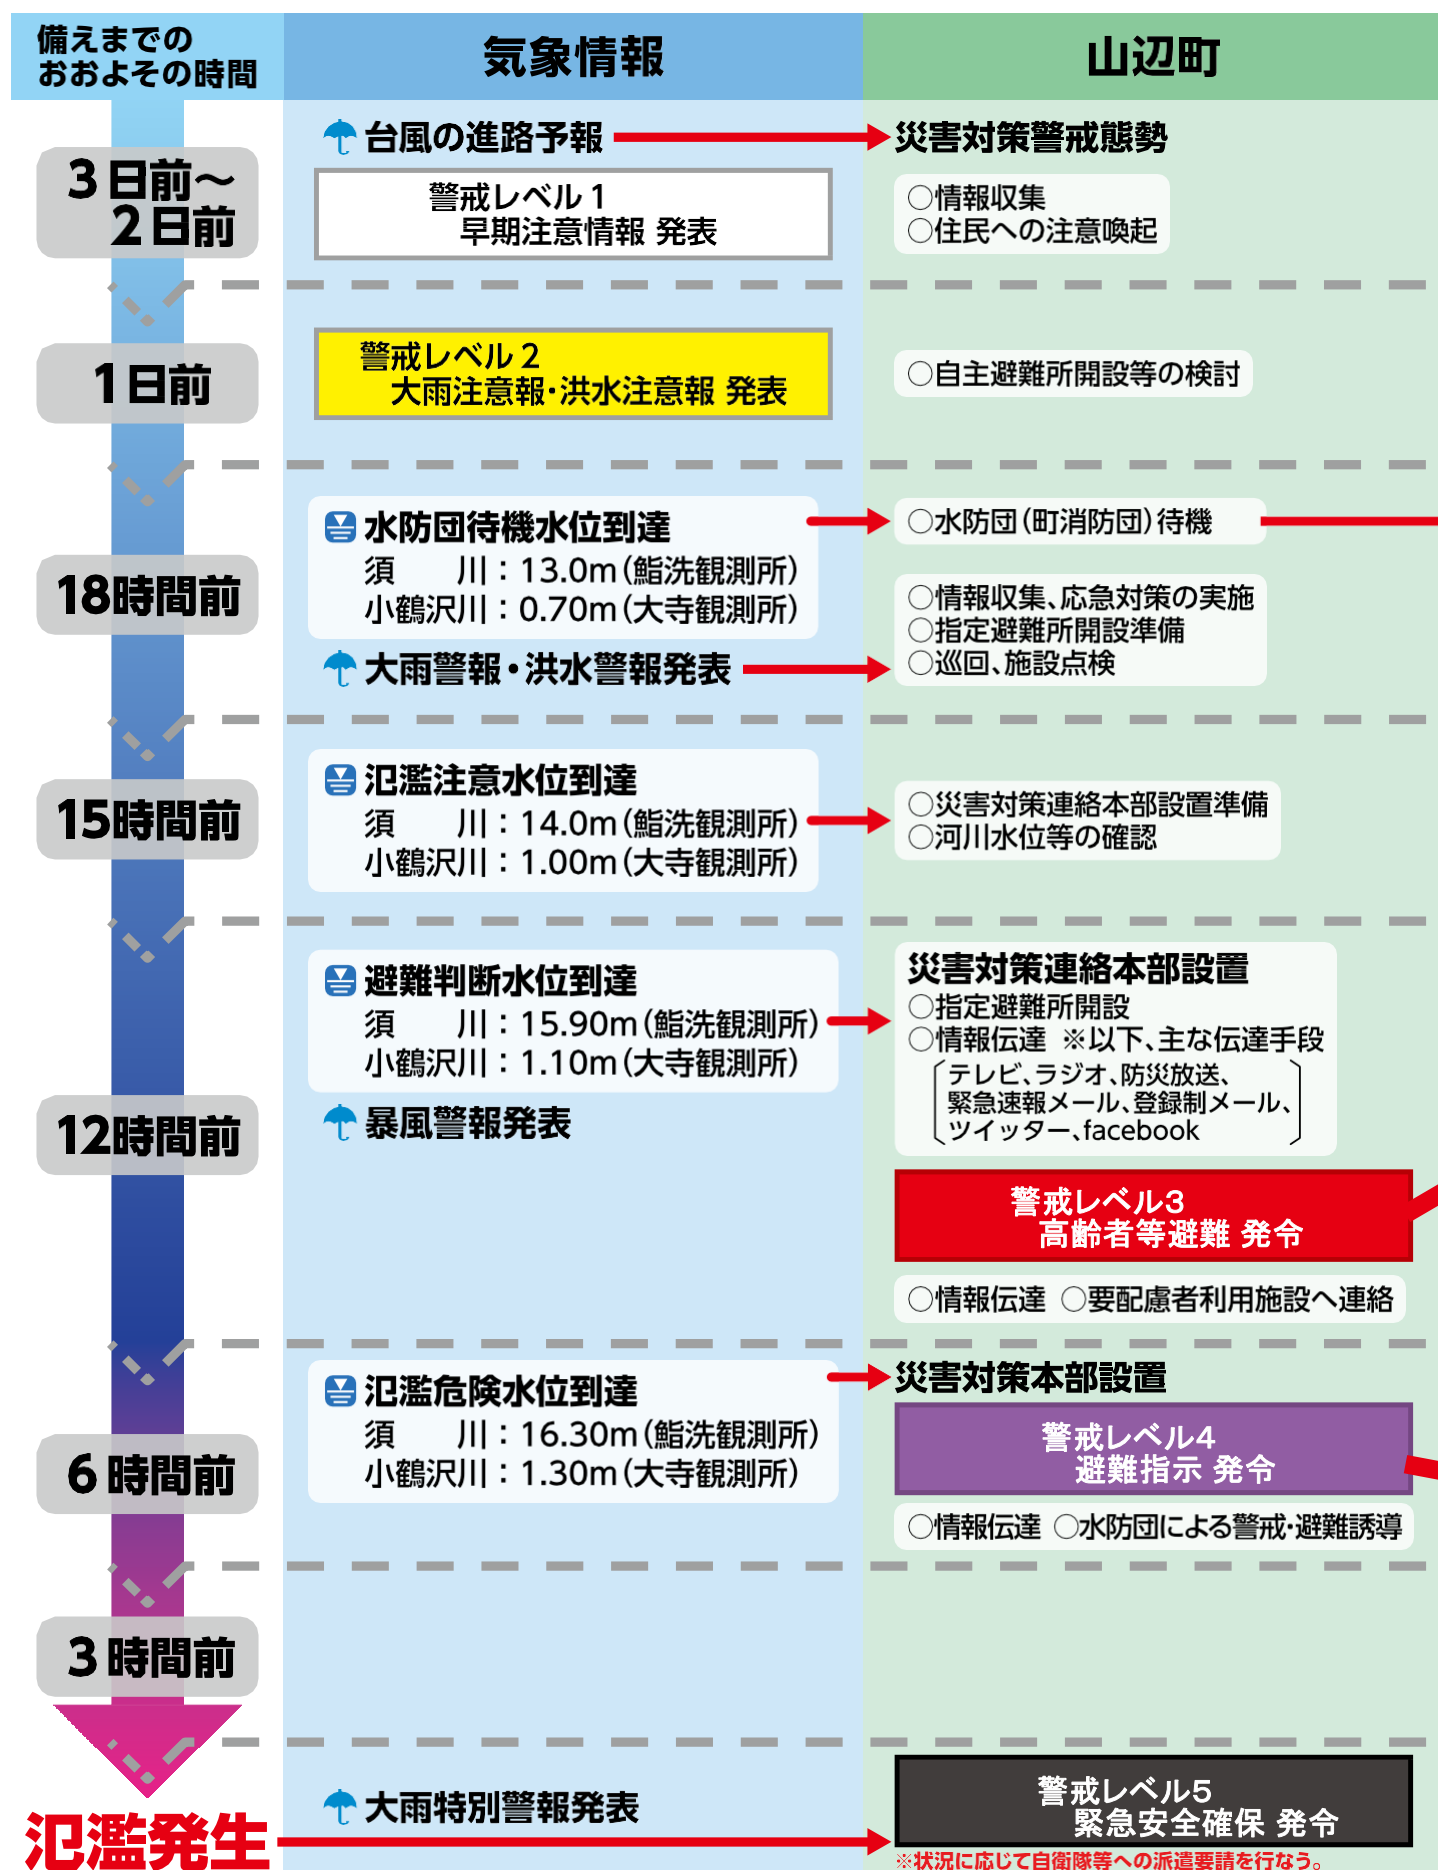 備えまでの
おおよその時間
気象情報
山辺町
3日前～
2日前
台風の進路予報
災害対策警戒態勢
警戒レベル1
早期注意情報 発表
○情報収集
○住民への注意喚起
1日前
警戒レベル2
大雨注意報・洪水注意報 発表
○自主避難所開設等の検討
18時間前
水防団待機水位到達
須　　川：13.0m（鮨洗観測所）
小鶴沢川：0.70m（大寺観測所）
大雨警報・洪水警報発表
○水防団（町消防団）待機
○情報収集、応急対策の実施
○指定避難所開設準備
○巡回、施設点検
15時間前
氾濫注意水位到達
須　　川：14.0m（鮨洗観測所）
小鶴沢川：1.00m（大寺観測所）
○災害対策連絡本部設置準備
○河川水位等の確認
12時間前
避難判断水位到達
須　　川：15.90m（鮨洗観測所）
小鶴沢川：1.10m（大寺観測所）
暴風警報発表
災害対策連絡本部設置
○指定避難所開設
○情報伝達 ※以下、主な伝達手段
テレビ、ラジオ、防災放送、
緊急速報メール、登録制メール、
ツイッター、facebook
警戒レベル3
高齢者等避難 発令
○情報伝達 ○要配慮者利用施設へ連絡
6時間前
氾濫危険水位到達
須　　川：16.30m（鮨洗観測所）
小鶴沢川：1.30m（大寺観測所）
災害対策本部設置
警戒レベル4
避難指示 発令
○情報伝達 ○水防団による警戒・避難誘導
3時間前
氾濫発生
大雨特別警報発表
警戒レベル5
緊急安全確保 発令
※状況に応じて自衛隊等への派遣要請を行なう。